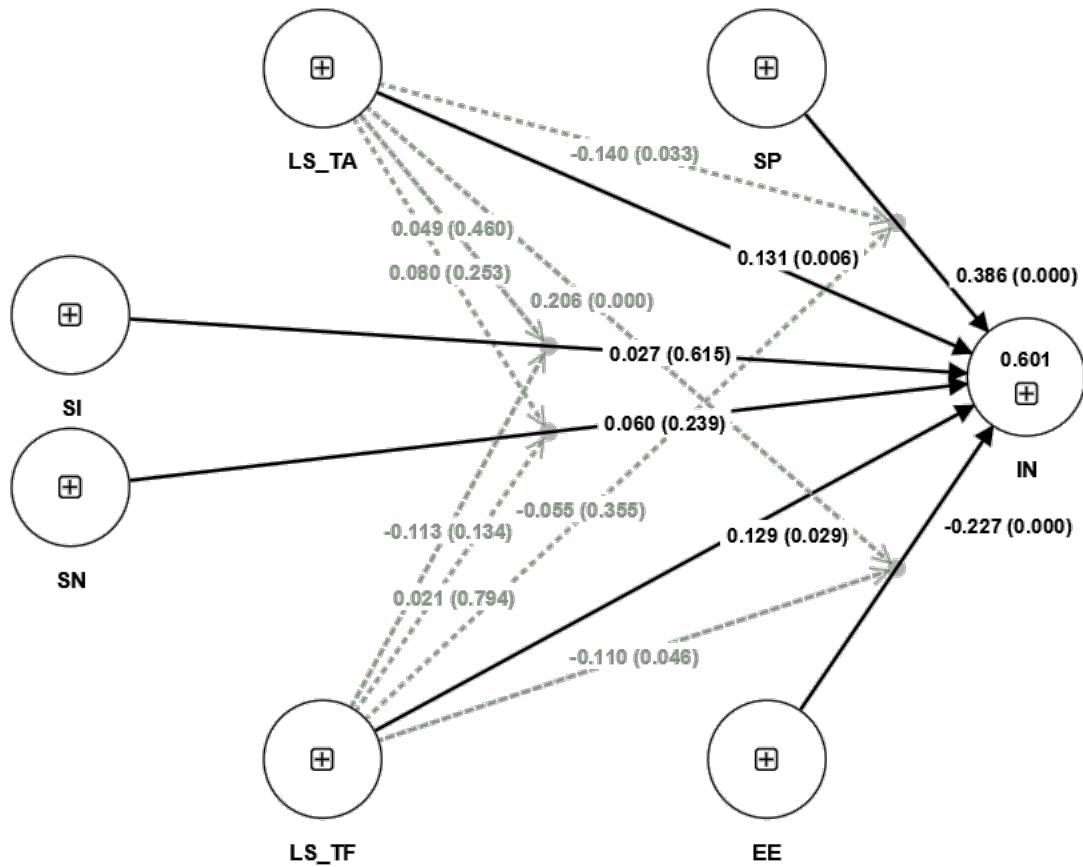 LS_TA
SP
-0.140 (0.033)
0.049 (0.460)
0.131 (0.006)
0.080 (0.253)
0.386 (0.000)
0.206 (0.000)
0.027 (0.615)
0.601
SI
0.060 (0.239)
IN
SN
-0.055 (0.355)
-0.113 (0.134)
0.129 (0.029)
-0.227 (0.000)
0.021 (0.794)
-0.110 (0.046)
LS_TF
EE